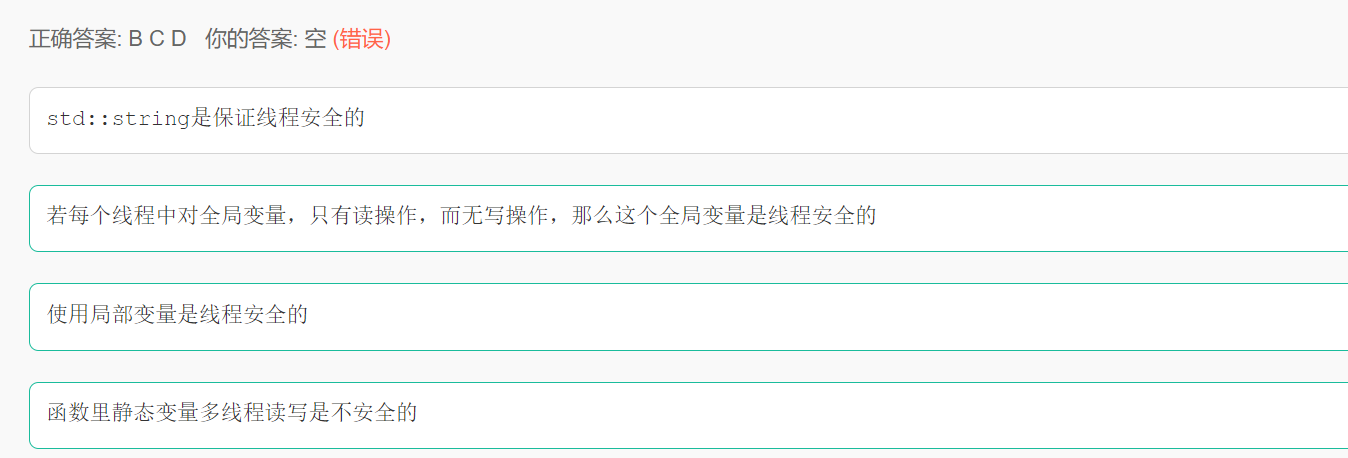 正确答案: B C D 你的答案: 空 (错误)
std::string是保证线程安全的
若每个线程中对全局变量，只有读操作，而无写操作，那么这个全局变量是线程安全的
使用局部变量是线程安全的
函数里静态变量多线程读写是不安全的